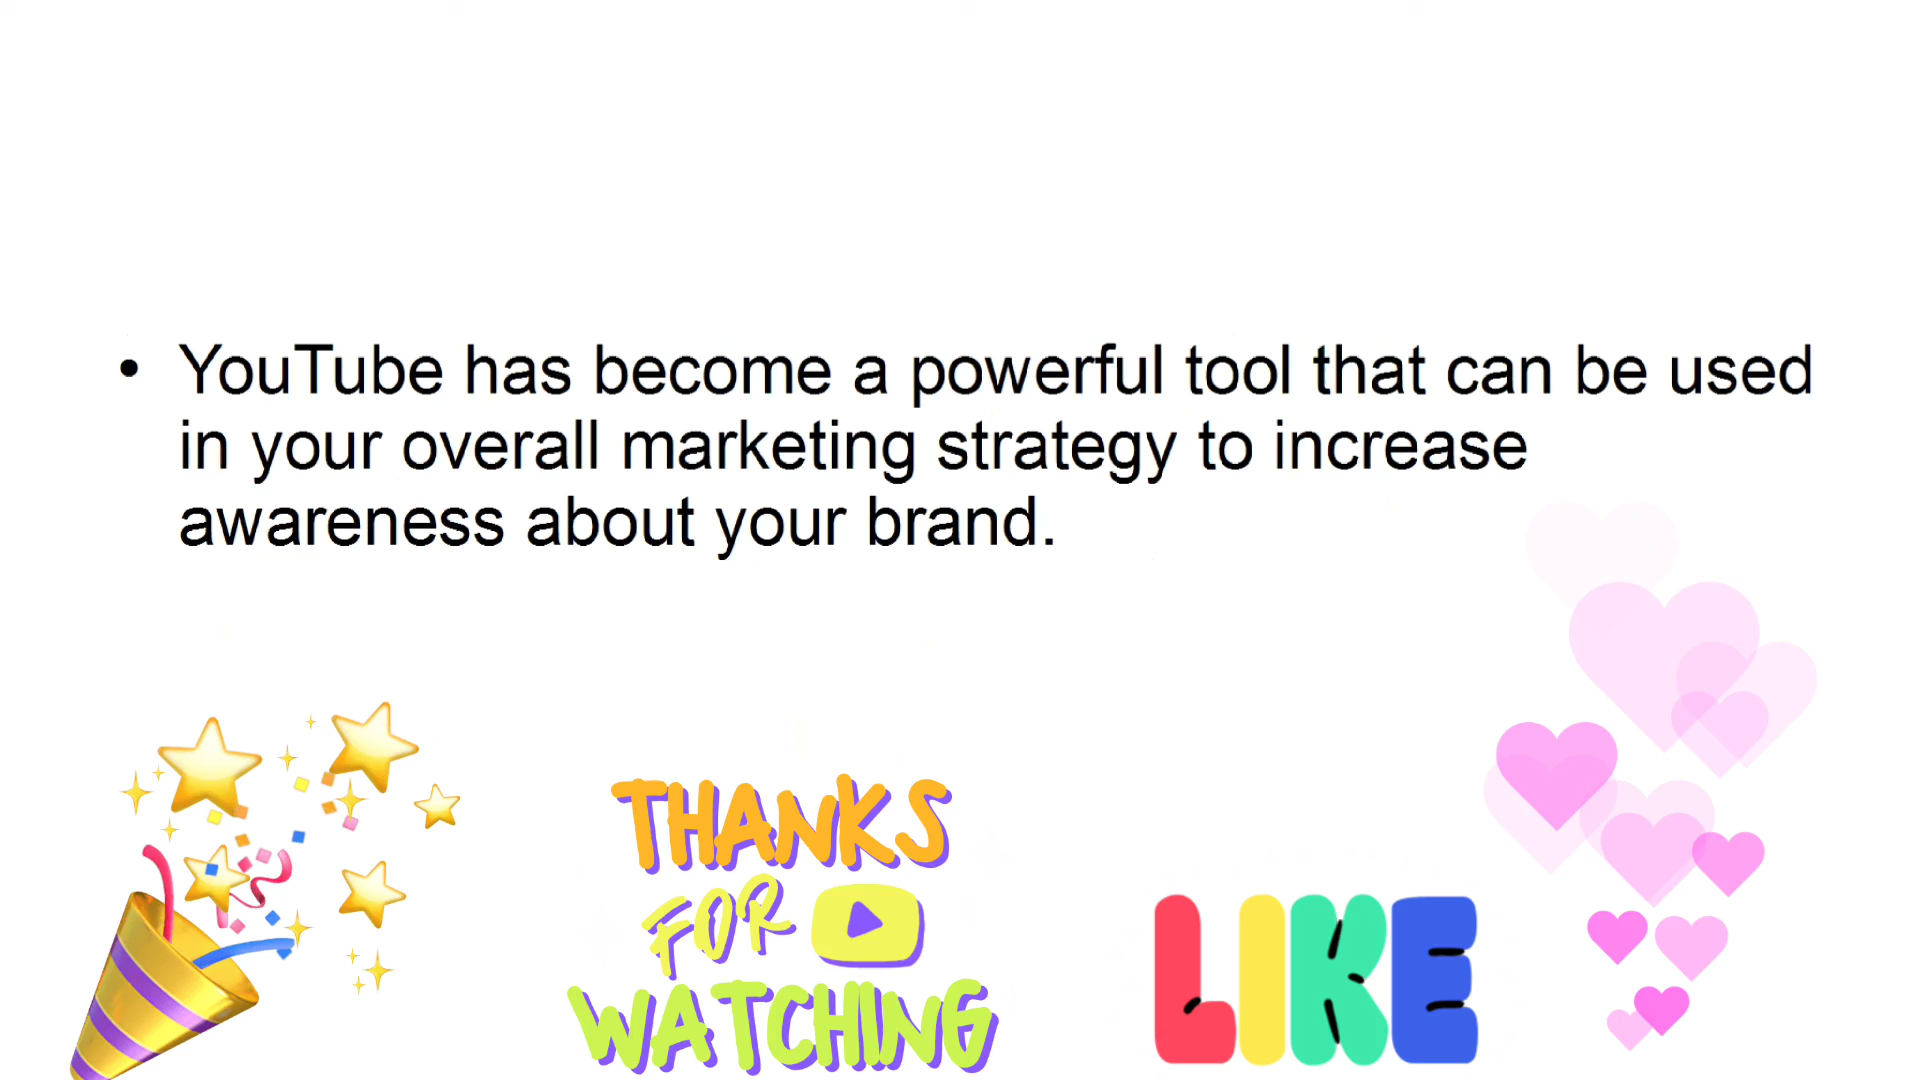 • YouTube has become a powerful tool that can be used
in your overall marketing strategy to increase
awareness about your brand.
THANKS
FOR
WATCHING
LIKE